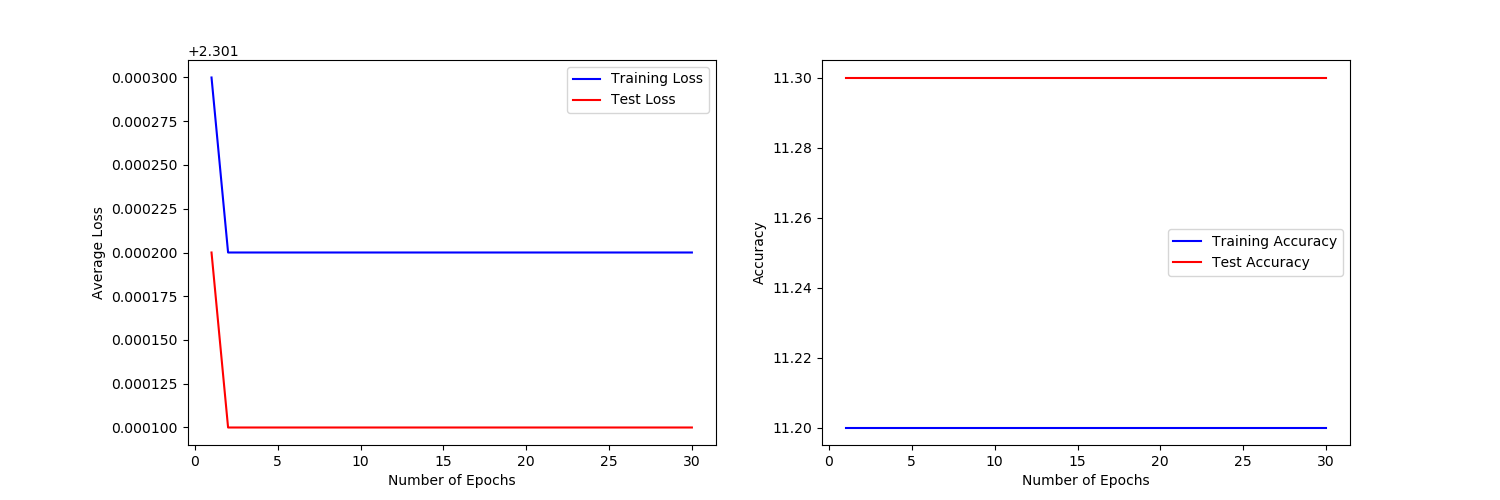 +2.301
0.000300
0.000275
0.000250
0.000225
0.000200
0.000175
0.000150
0.000125
0.000100
Average Loss
0 5 10 15 20 25 30
Number of Epochs
Training Loss
Test Loss
11.30
11.28
11.26
11.24
11.22
11.20
Accuracy
0 5 10 15 20 25 30
Number of Epochs
Training Accuracy
Test Accuracy